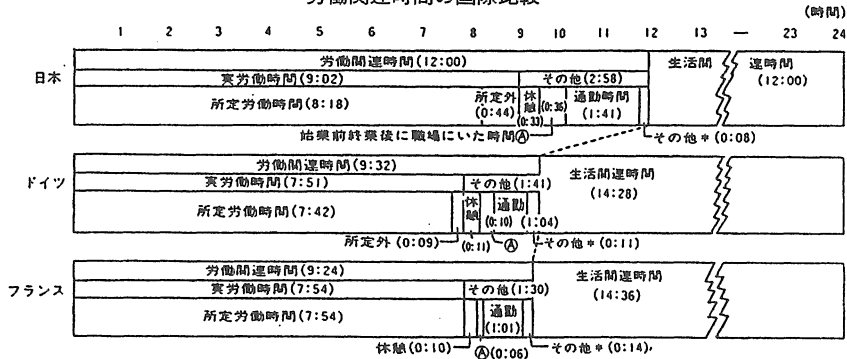 労働関連時間の国際比較
(時間)
1 2 3 4 5 6 7 8 9 10 11 12 13 — 23 24
日本
労働関連時間(12:00)
生活関連時間
(12:00)
実労働時間(9:02)
その他(2:58)
所定労働時間(8:18)
所定外
(0:44)
休憩
(0:33)
(0:35)
通勤時間
(1:41)
始業前終業後に職場にいた時間Ⓐ
その他*(0:08)
ドイツ
労働関連時間(9:32)
生活関連時間
(14:28)
実労働時間(7:51)
その他(1:41)
所定労働時間(7:42)
休憩
通勤
(0:10)
(1:04)
所定外(0:09)
(0:11)
Ⓐ
その他*(0:11)
フランス
労働関連時間(9:24)
生活関連時間
(14:36)
実労働時間(7:54)
その他(1:30)
所定労働時間(7:54)
通勤
(1:01)
休憩(0:10)
Ⓐ(0:06)
その他*(0:14)